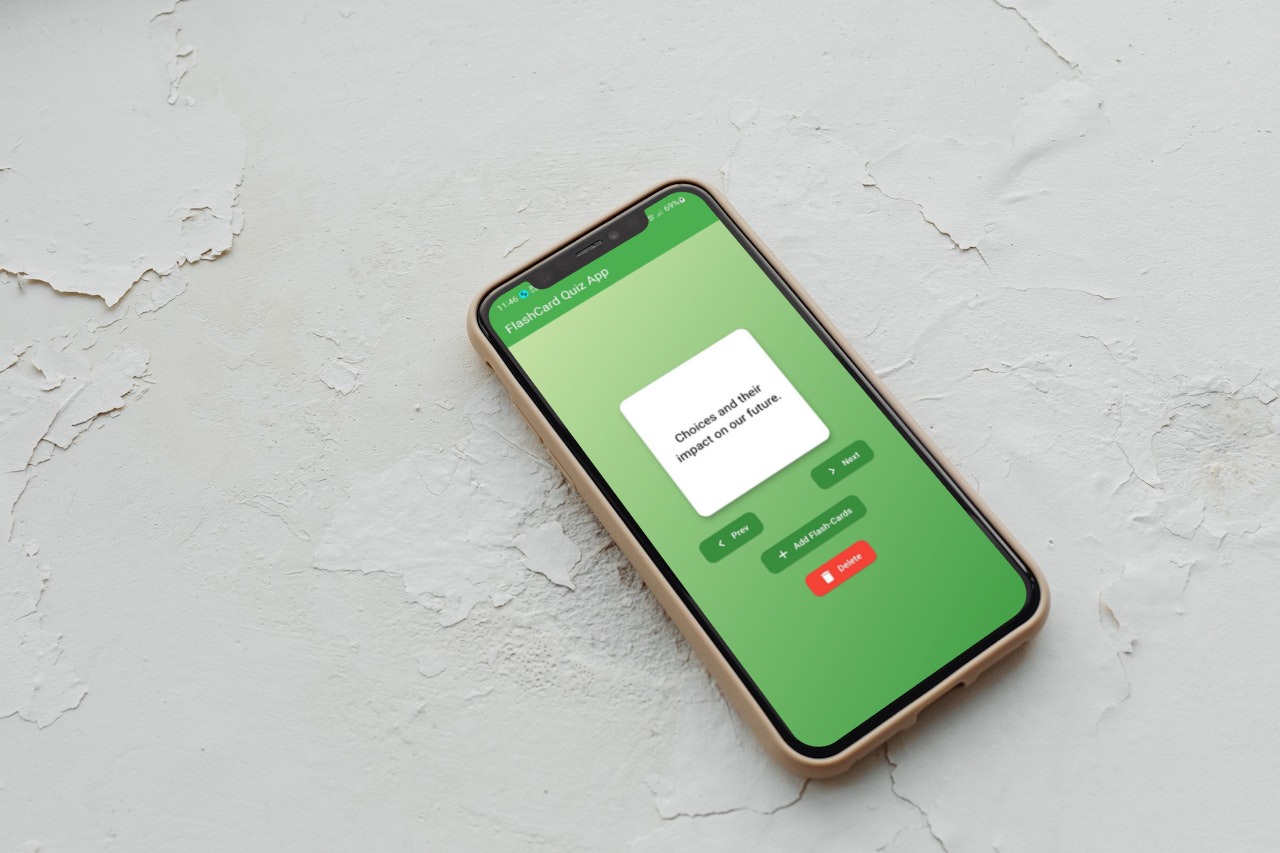 11:46
69%
FlashCard Quiz App
Choices and their
impact on our future.
Next
Prev
Add Flash-Cards
Delete